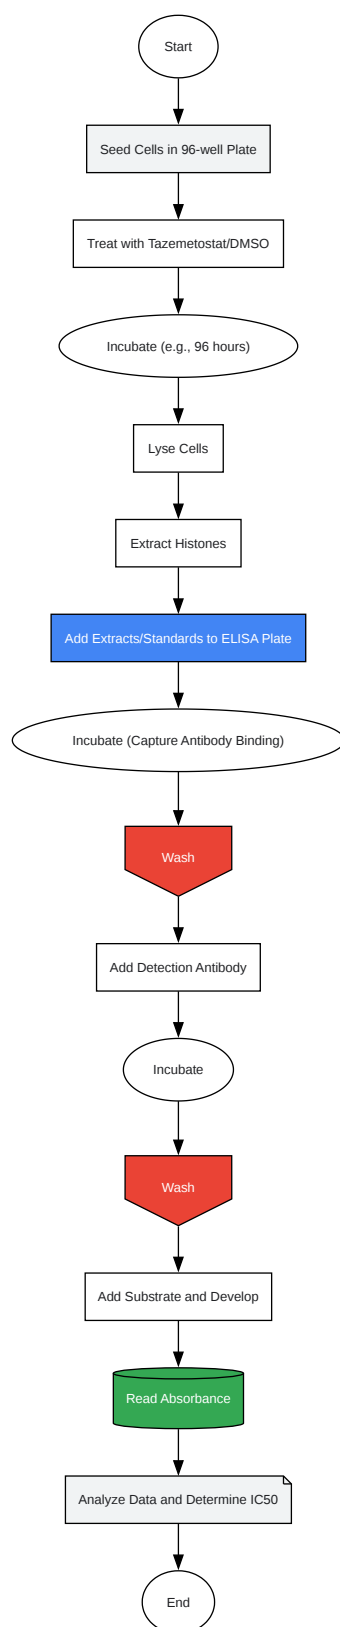 Start
Seed Cells in 96-well Plate
Treat with Tazemetostat/DMSO
Incubate (e.g., 96 hours)
Lyse Cells
Extract Histones
Add Extracts/Standards to ELISA Plate
Incubate (Capture Antibody Binding)
Wash
Add Detection Antibody
Incubate
Wash
Add Substrate and Develop
Read Absorbance
Analyze Data and Determine IC50
End